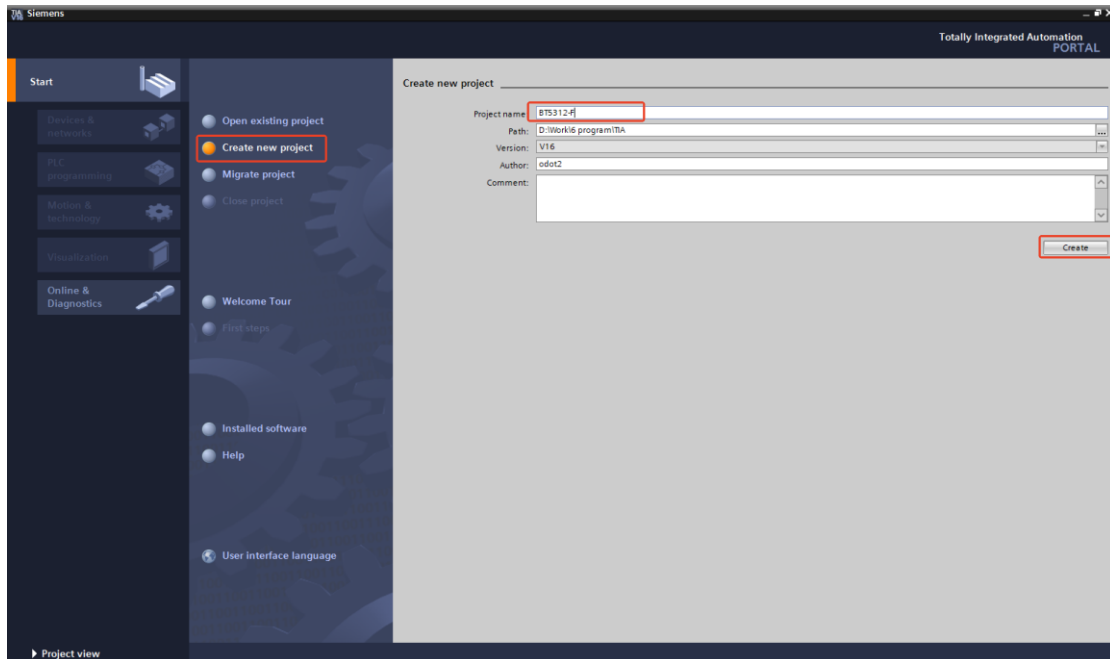 Siemens
Totally Integrated Automation
PORTAL
Start
Devices &
networks
PLC
programming
Motion &
technology
Visualization
Online &
Diagnostics
Open existing project
Create new project
Migrate project
Close project
Welcome Tour
First steps
Installed software
Help
User interface language
Create new project
Project name:
BT5312-F
Path:
D:\Work\6 program\TIA
...
Version:
V16
Author:
odot2
Comment:
Create
Project view